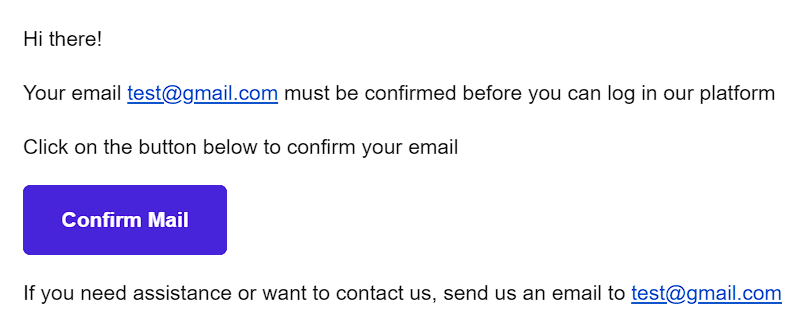 Hi there!
Your email test@gmail.com must be confirmed before you can log in our platform
Click on the button below to confirm your email
Confirm Mail
If you need assistance or want to contact us, send us an email to test@gmail.com